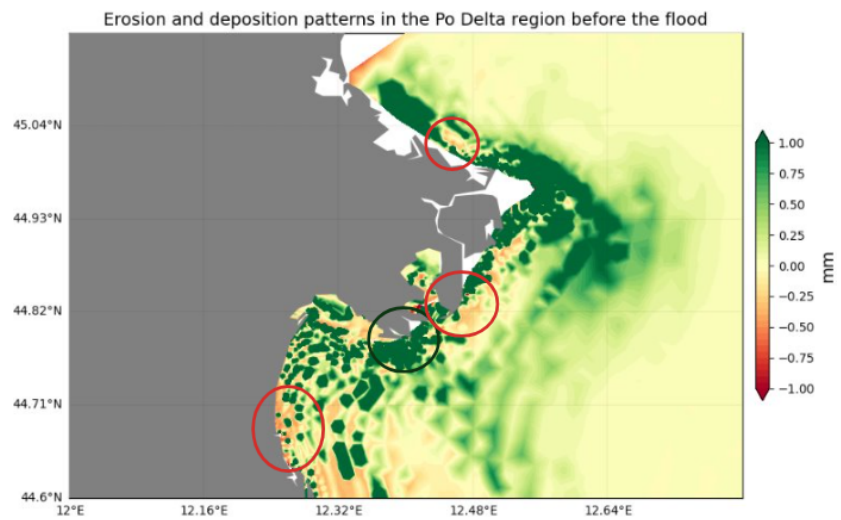 Erosion and deposition patterns in the Po Delta region before the flood
45.04°N
44.93°N
44.82°N
44.71°N
44.6°N
12°E
12.16°E
12.32°E
12.48°E
12.64°E
1.00
0.75
0.50
0.25
0.00
−0.25
−0.50
−0.75
−1.00
mm